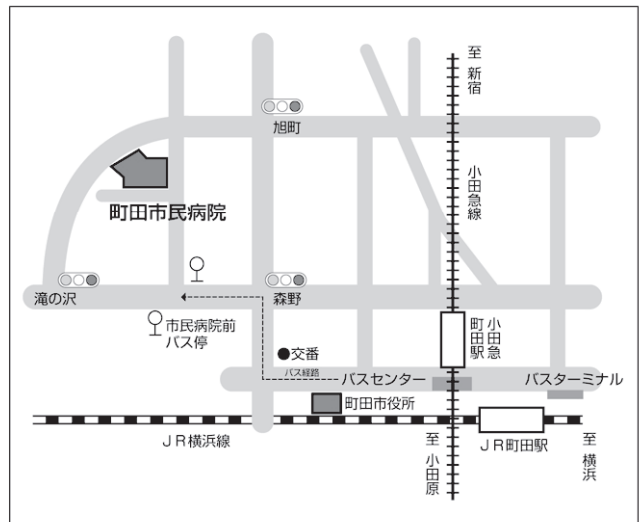 至 新宿
旭町
小田急線
町田市民病院
滝の沢
森野
市民病院前
バス停
小田急
町田駅
交番
バス経路
バスセンター
バスターミナル
町田市役所
JR横浜線
至 小田原
JR町田駅
至 横浜